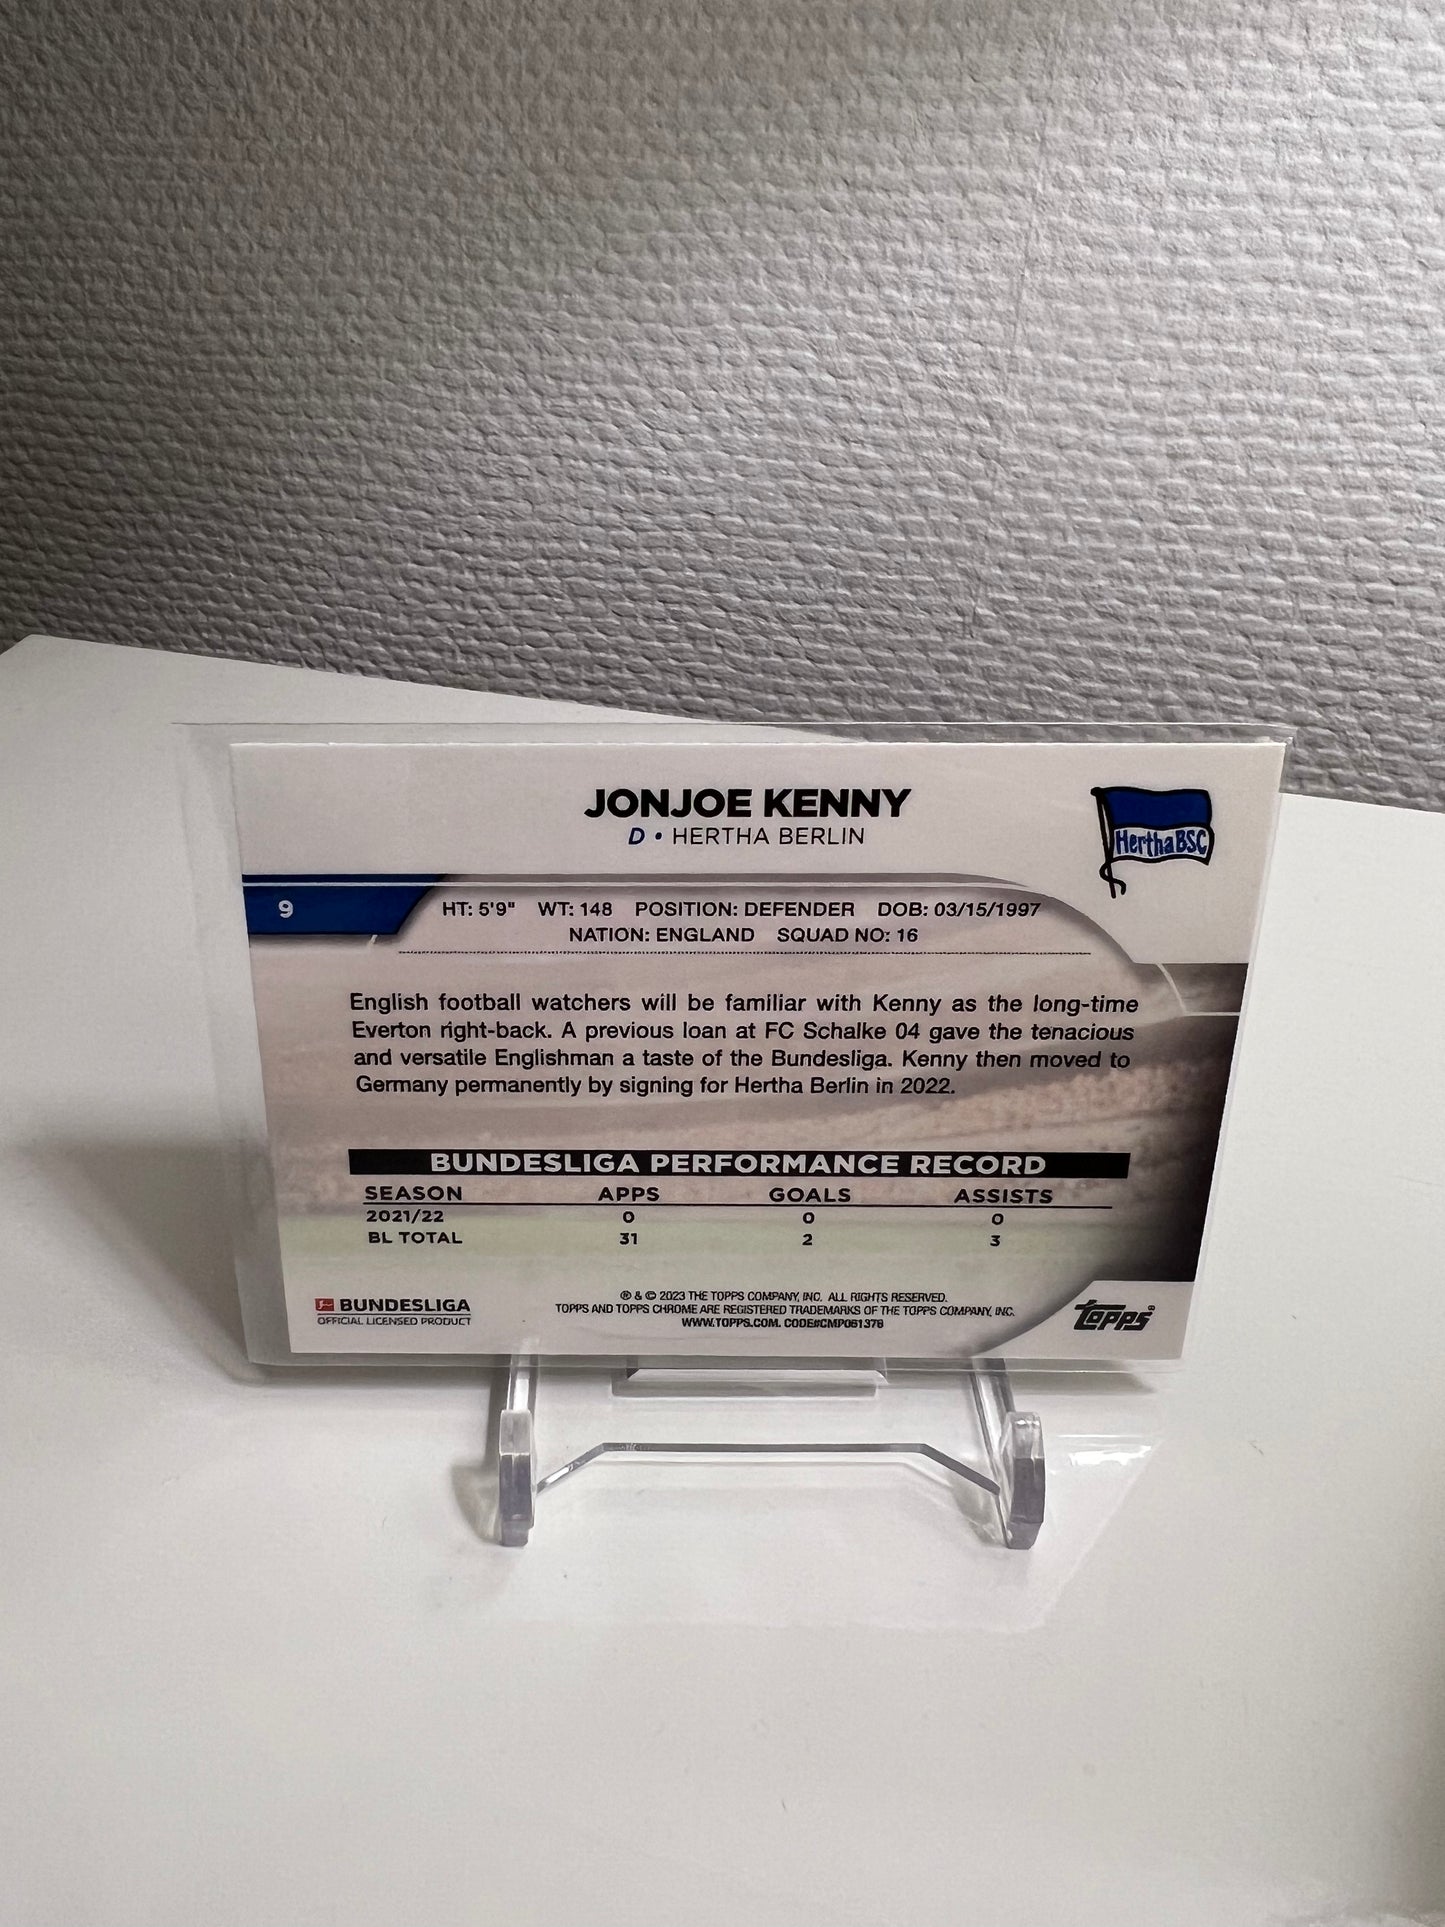 JONJOE KENNY
D • HERTHA BERLIN
Hertha BSC
9
HT: 5'9" WT: 148 POSITION: DEFENDER DOB: 03/15/1997
NATION: ENGLAND SQUAD NO: 16
English football watchers will be familiar with Kenny as the long-time
Everton right-back. A previous loan at FC Schalke 04 gave the tenacious
and versatile Englishman a taste of the Bundesliga. Kenny then moved to
Germany permanently by signing for Hertha Berlin in 2022.
BUNDESLIGA PERFORMANCE RECORD
SEASON APPS GOALS ASSISTS
2021/22 0 0 0
BL TOTAL 31 2 3
BUNDESLIGA
OFFICIAL LICENSED PRODUCT
® & © 2023 THE TOPPS COMPANY, INC. ALL RIGHTS RESERVED.
TOPPS AND TOPPS CHROME ARE REGISTERED TRADEMARKS OF THE TOPPS COMPANY, INC.
WWW.TOPPS.COM. CODE#CMP061378
Topps®